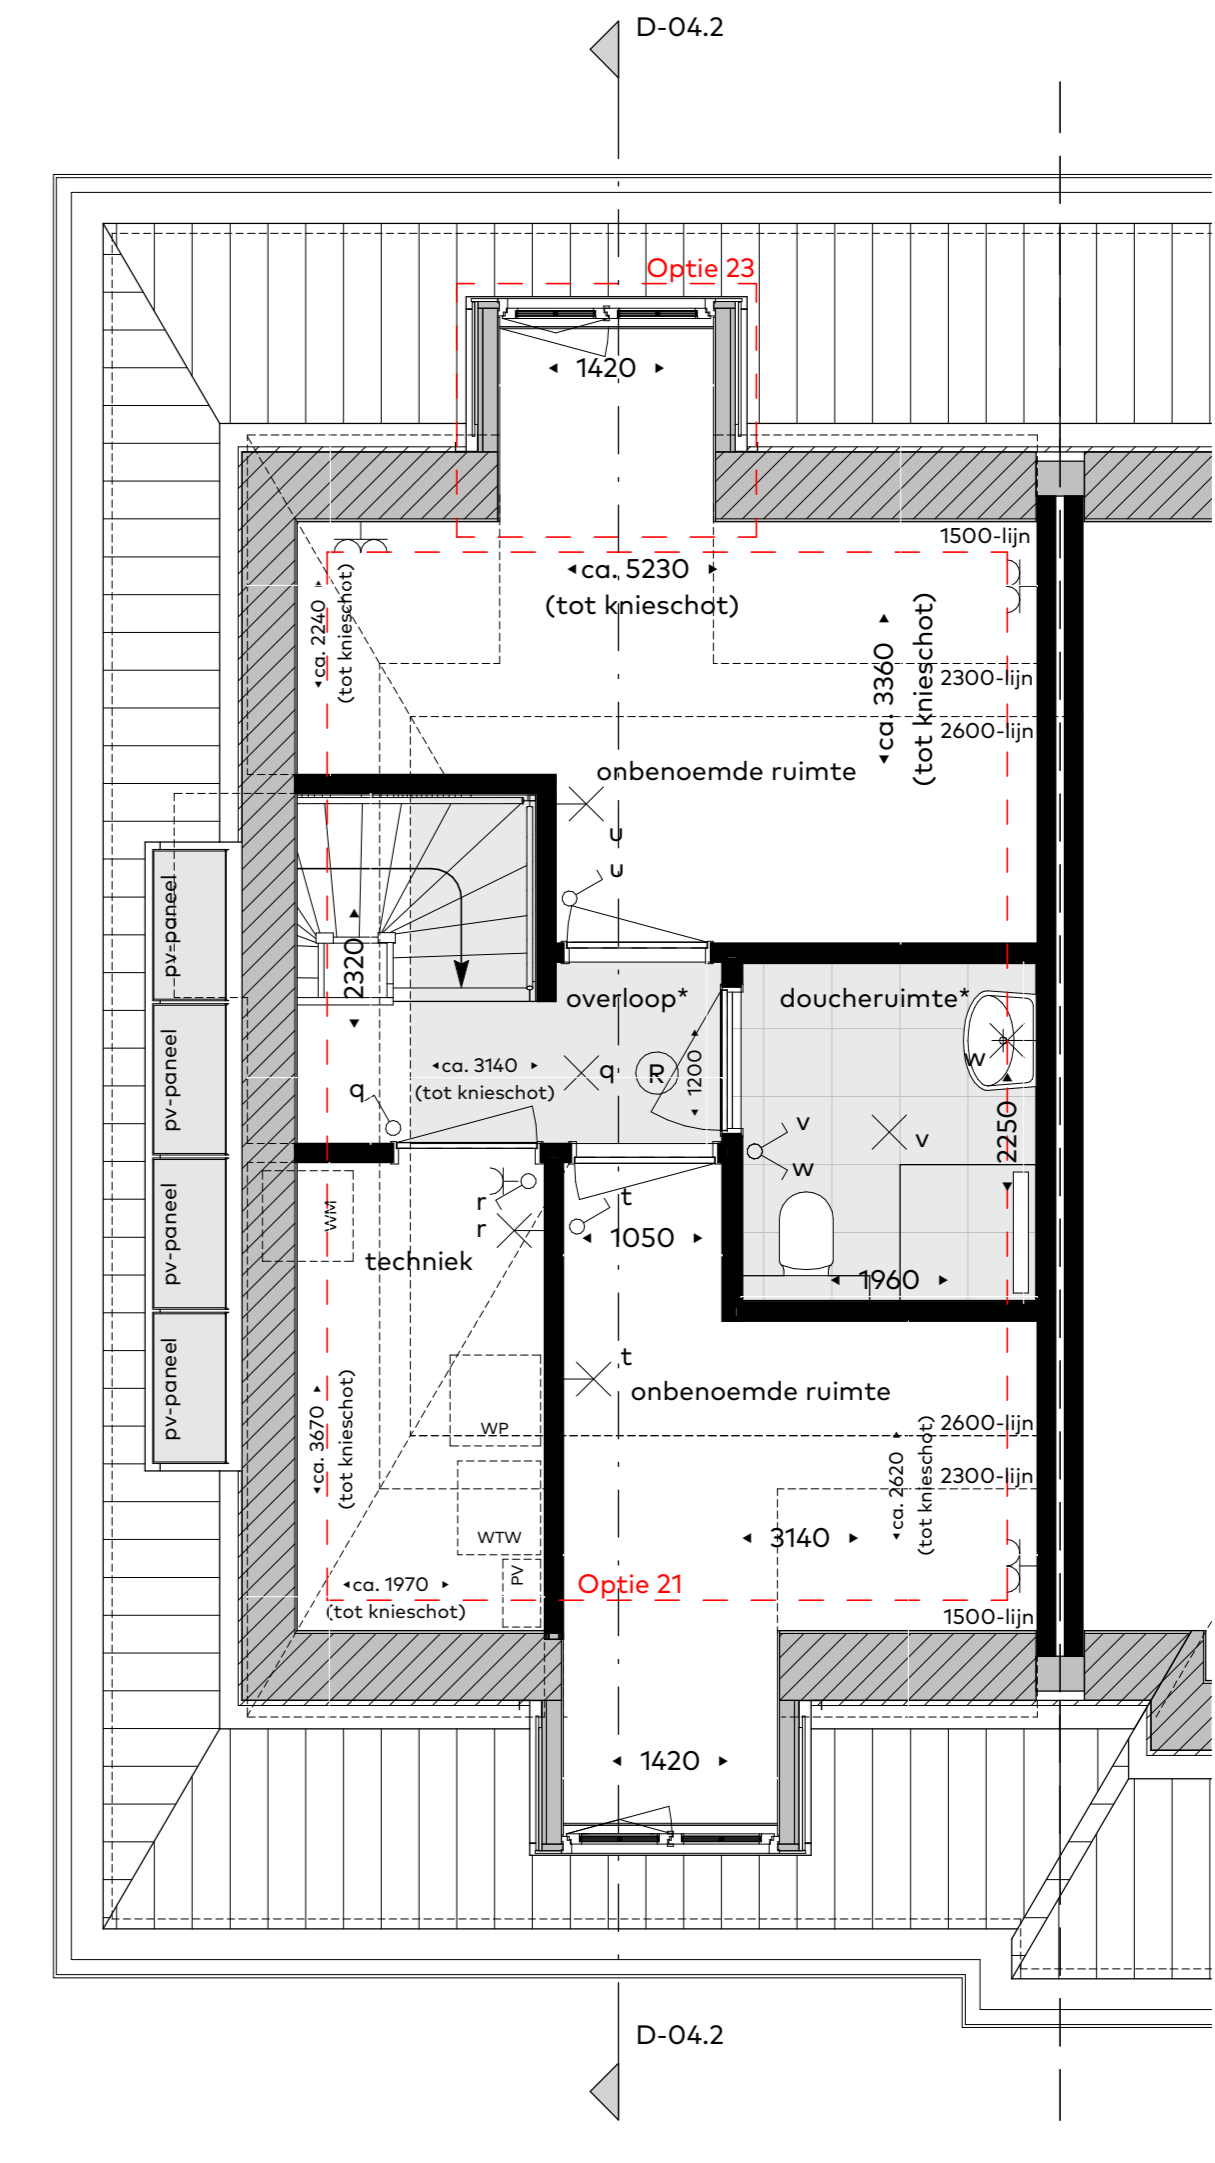 D-04.2
Optie 23
1420
1500-lijn
ca. 5230
(tot knieschot)
ca. 2240
(tot knieschot)
ca. 3360
(tot knieschot)
2300-lijn
2600-lijn
onbenoemde ruimte
u
u
pv-paneel
2320
overloop*
doucheruimte*
ca. 3140
(tot knieschot)
q
R
1200
w
q
pv-paneel
v
v
w
2250
r
r
t
WM
techniek
1050
pv-paneel
1960
t
onbenoemde ruimte
pv-paneel
ca. 3670
(tot knieschot)
WP
2600-lijn
ca. 2620
(tot knieschot)
2300-lijn
WTW
3140
PV
ca. 1970
(tot knieschot)
Optie 21
1500-lijn
1420
D-04.2